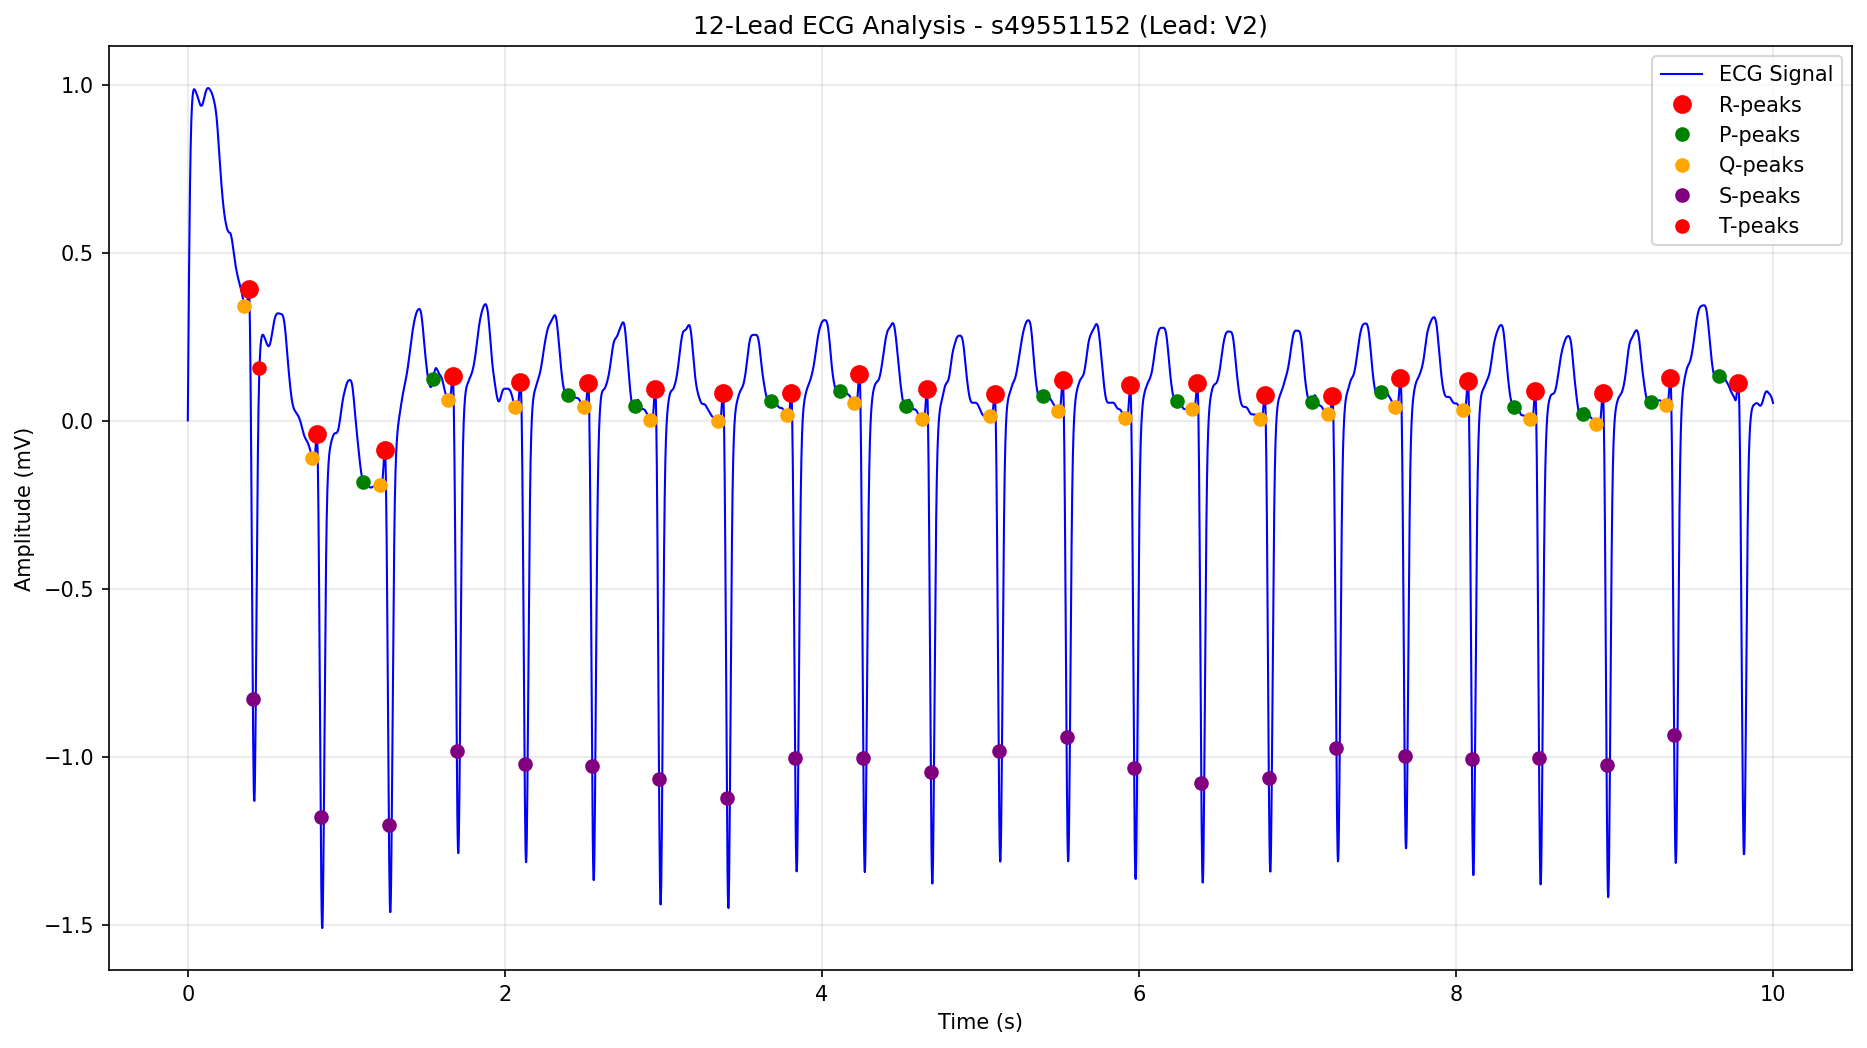 12-Lead ECG Analysis - s49551152 (Lead: V2)
ECG Signal
R-peaks
P-peaks
Q-peaks
S-peaks
T-peaks
1.0
0.5
0.0
−0.5
−1.0
−1.5
Amplitude (mV)
0 2 4 6 8 10
Time (s)